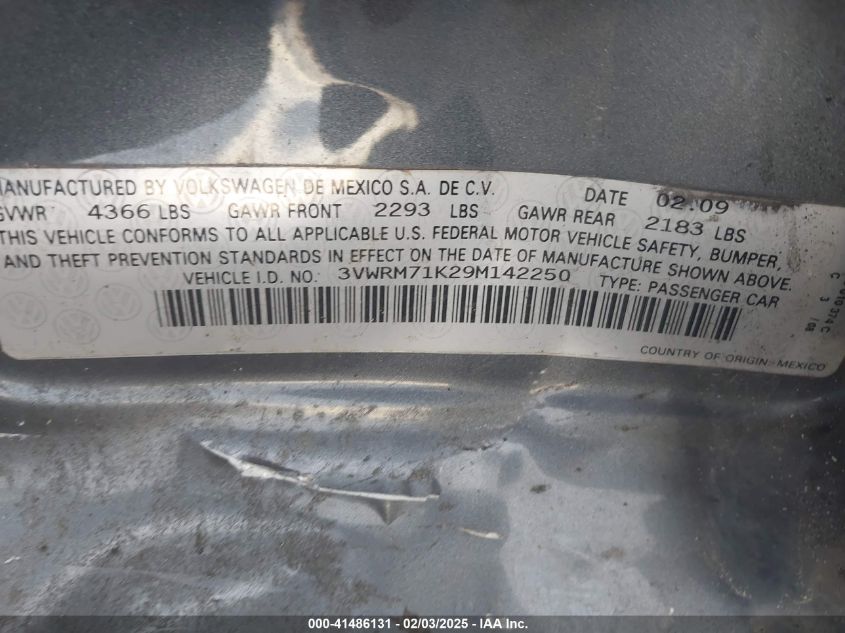 MANUFACTURED BY VOLKSWAGEN DE MEXICO S.A. DE C.V. DATE 02.09
GVWR 4366 LBS GAWR FRONT 2293 LBS GAWR REAR 2183 LBS
THIS VEHICLE CONFORMS TO ALL APPLICABLE U.S. FEDERAL MOTOR VEHICLE SAFETY, BUMPER,
AND THEFT PREVENTION STANDARDS IN EFFECT ON THE DATE OF MANUFACTURE SHOWN ABOVE.
VEHICLE I.D. NO.: 3VWRM71K29M142250 TYPE: PASSENGER CAR
COUNTRY OF ORIGIN: MEXICO
000-41486131 - 02/03/2025 - IAAI Inc.